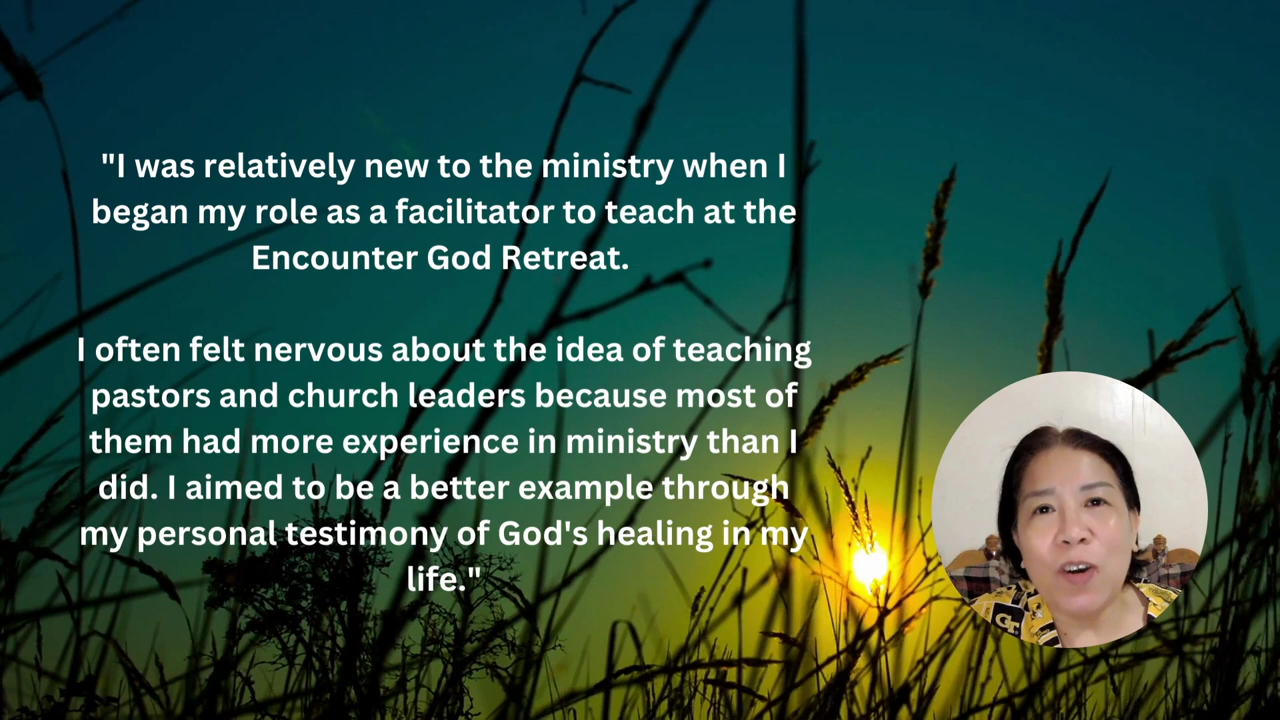 "I was relatively new to the ministry when I
began my role as a facilitator to teach at the
Encounter God Retreat.
I often felt nervous about the idea of teaching
pastors and church leaders because most of
them had more experience in ministry than I
did. I aimed to be a better example through
my personal testimony of God's healing in my
life."
GT